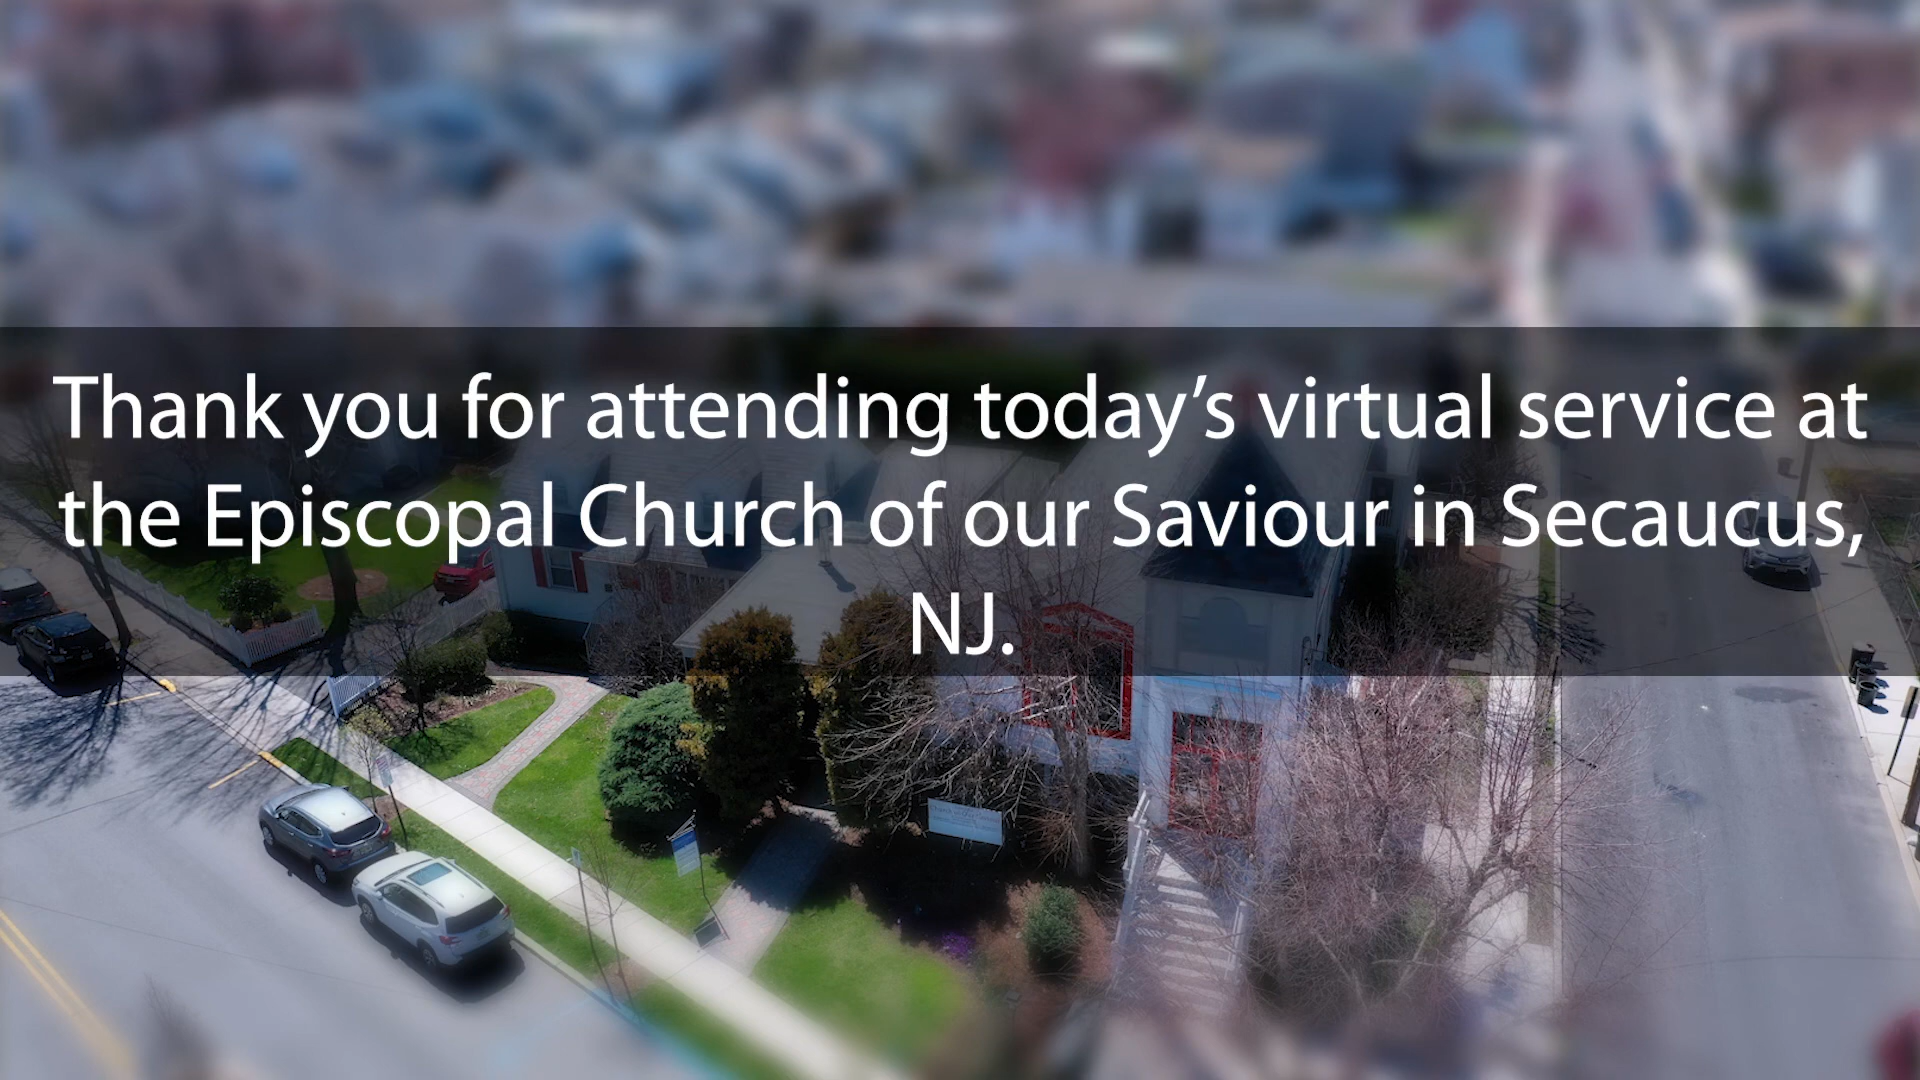 Thank you for attending today’s virtual service at
the Episcopal Church of our Saviour in Secaucus,
NJ.